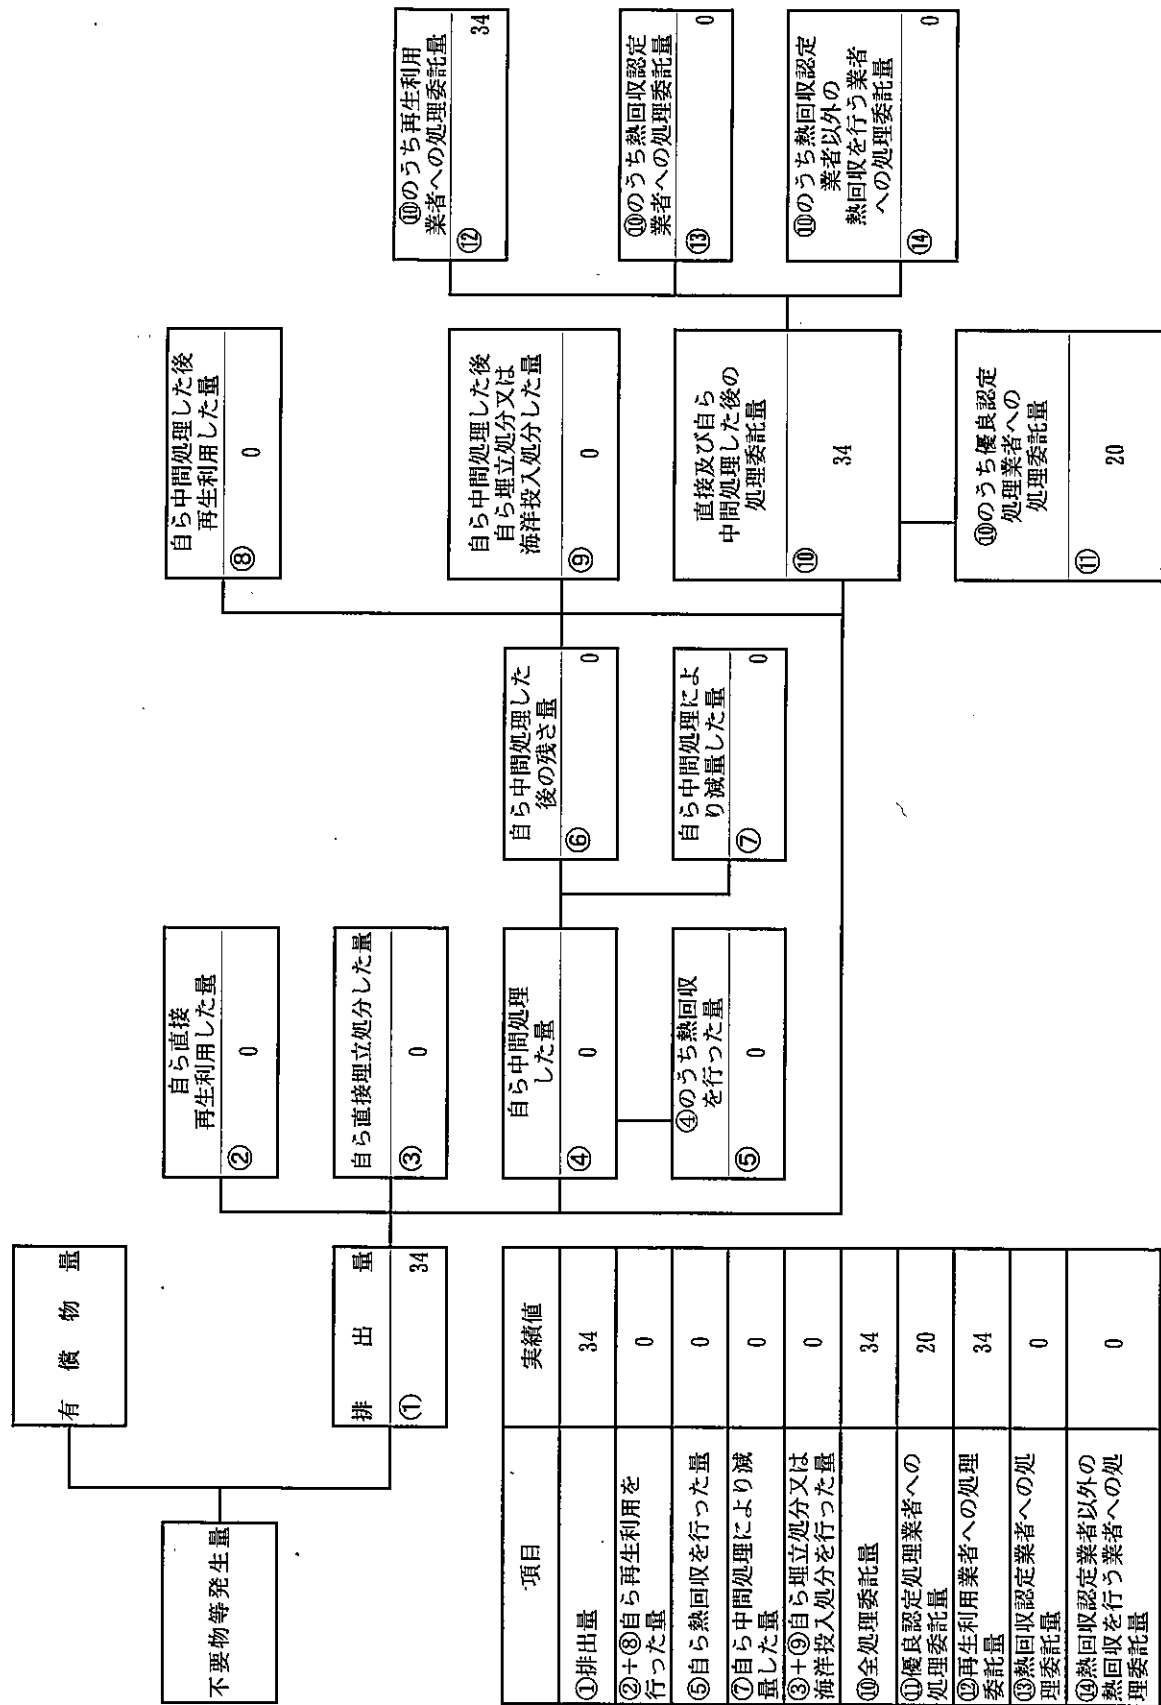 不要物等発生量
有償物量
排出量
① 34
自ら直接
再生利用した量
② 0
自ら直接埋立処分した量
③ 0
自ら中間処理
した量
④ 0
④のうち熱回収
を行った量
⑤ 0
自ら中間処理した
後の残さ量
⑥ 0
自ら中間処理によ
り減量した量
⑦ 0
自ら中間処理した後
再生利用した量
⑧ 0
自ら中間処理した後
自ら埋立処分又は
海洋投入処分した量
⑨ 0
直接及び自ら
中間処理した後の
処理委託量
⑩ 34
⑩のうち優良認定
処理業者への
処理委託量
⑪ 20
⑩のうち再生利用
業者への処理委託量
⑫ 34
⑩のうち熱回収認定
業者への処理委託量
⑬ 0
⑩のうち熱回収認定
業者以外の
熱回収を行う業者
への処理委託量
⑭ 0
項目 実績値
①排出量 34
②+⑧自ら再生利用を
行った量 0
⑤自ら熱回収を行った量 0
⑦自ら中間処理により減
量した量 0
③+⑨自ら埋立処分又は
海洋投入処分を行った量 0
⑩全処理委託量 34
⑪優良認定処理業者への
処理委託量 20
⑫再生利用業者への処理
委託量 34
⑬熱回収認定業者への処
理委託量 0
⑭熱回収認定業者以外の
熱回収を行う業者への処
理委託量 0